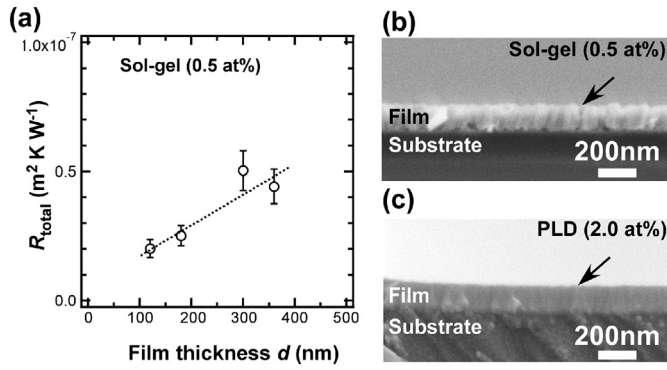 (a)
1.0x10⁻⁷
Sol-gel (0.5 at%)
0.5
0.0
R_total (m² K W⁻¹)
0 100 200 300 400 500
Film thickness d (nm)
(b)
Sol-gel (0.5 at%)
Film
Substrate
200nm
(c)
PLD (2.0 at%)
Film
Substrate
200nm